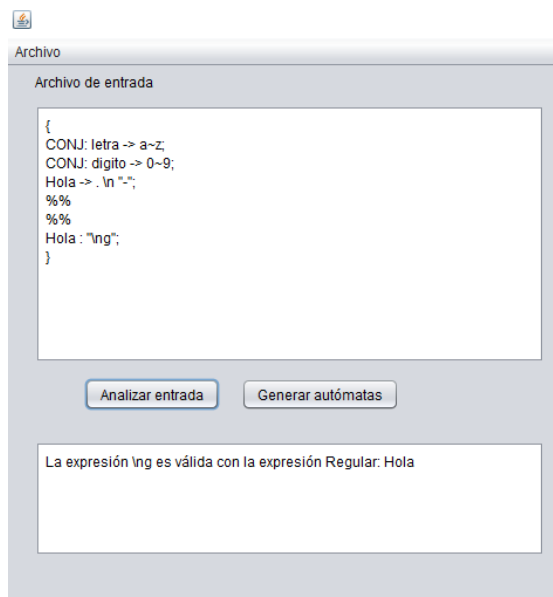 Archivo
Archivo de entrada
{
CONJ: letra -> a~z;
CONJ: digito -> 0~9;
Hola -> . \n "-";
%%
%%
Hola : "\ng";
}
Analizar entrada
Generar autómatas
La expresión \ng es válida con la expresión Regular: Hola